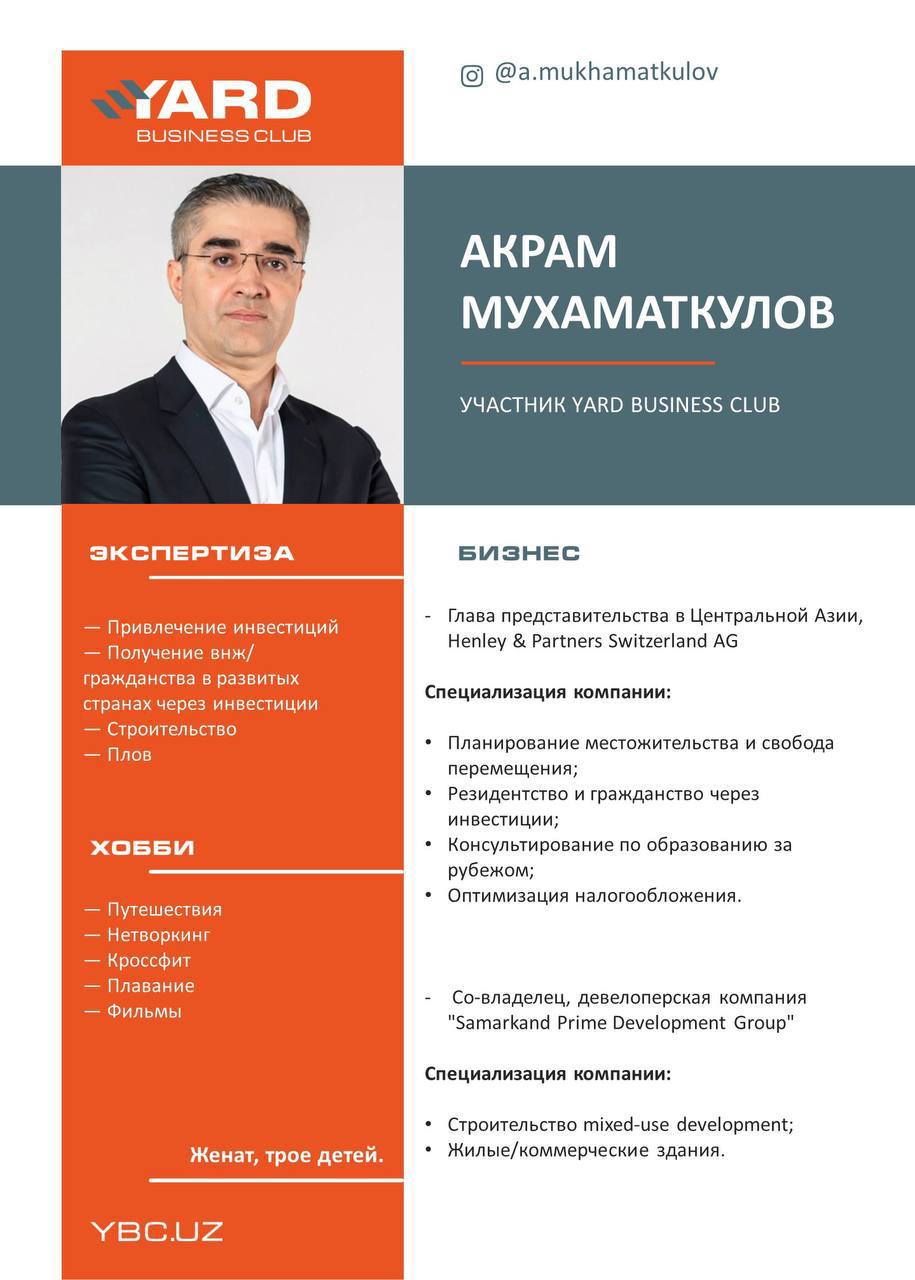 YARD
BUSINESS CLUB
@a.mukhamatkulov
АКРАМ
МУХАМАТКУЛОВ
УЧАСТНИК YARD BUSINESS CLUB
ЭКСПЕРТИЗА
— Привлечение инвестиций
— Получение внж/
гражданства в развитых
странах через инвестиции
— Строительство
— Плов
ХОББИ
— Путешествия
— Нетворкинг
— Кроссфит
— Плавание
— Фильмы
Женат, трое детей.
YBC.UZ
БИЗНЕС
- Глава представительства в Центральной Азии,
Henley & Partners Switzerland AG
Специализация компании:
• Планирование местожительства и свобода
перемещения;
• Резидентство и гражданство через
инвестиции;
• Консультирование по образованию за
рубежом;
• Оптимизация налогообложения.
- Со-владелец, девелоперская компания
"Samarkand Prime Development Group"
Специализация компании:
• Строительство mixed-use development;
• Жилые/коммерческие здания.